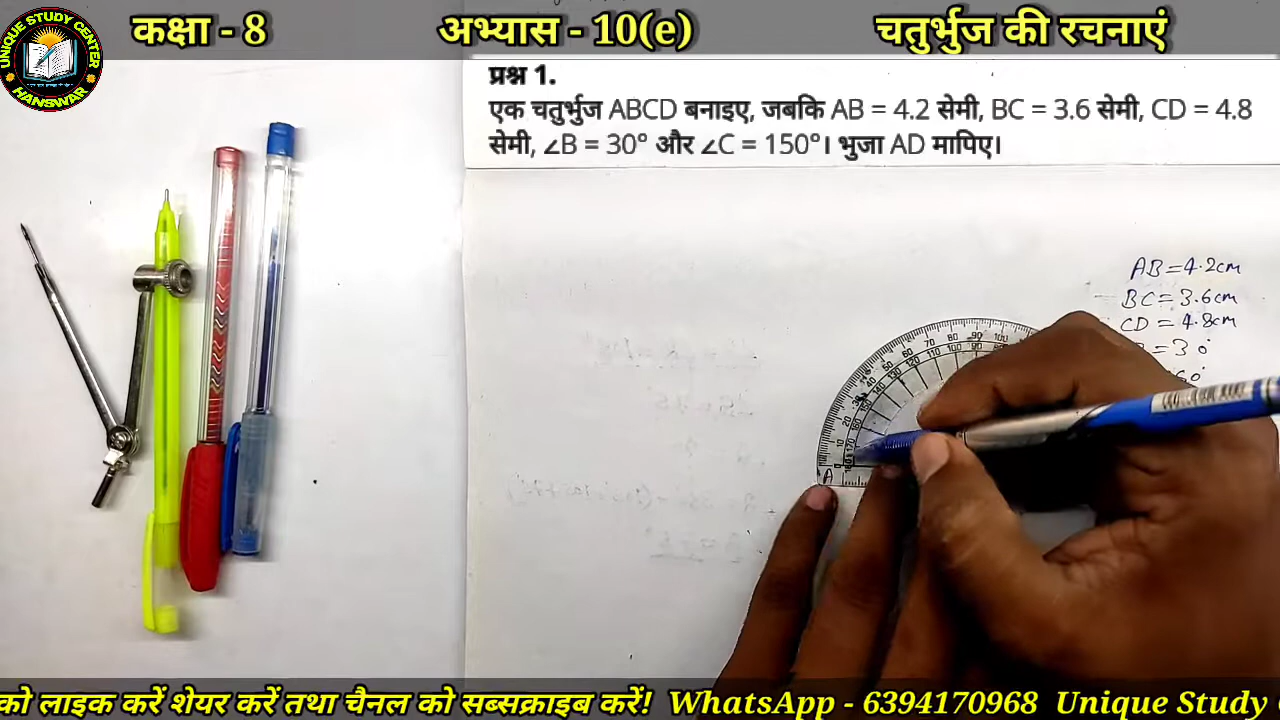 कक्षा - 8
अभ्यास - 10(e)
चतुर्भुज की रचनाएं
UNIQUE STUDY CENTER
HANSWAR
प्रश्न 1.
एक चतुर्भुज ABCD बनाइए, जबकि AB = 4.2 सेमी, BC = 3.6 सेमी, CD = 4.8
सेमी, ∠B = 30° और ∠C = 150°। भुजा AD मापिए।
AB = 4.2cm
BC = 3.6cm
CD = 4.8cm
= 30°
A
को लाइक करें शेयर करें तथा चैनल को सब्सक्राइब करें! WhatsApp - 6394170968 Unique Study